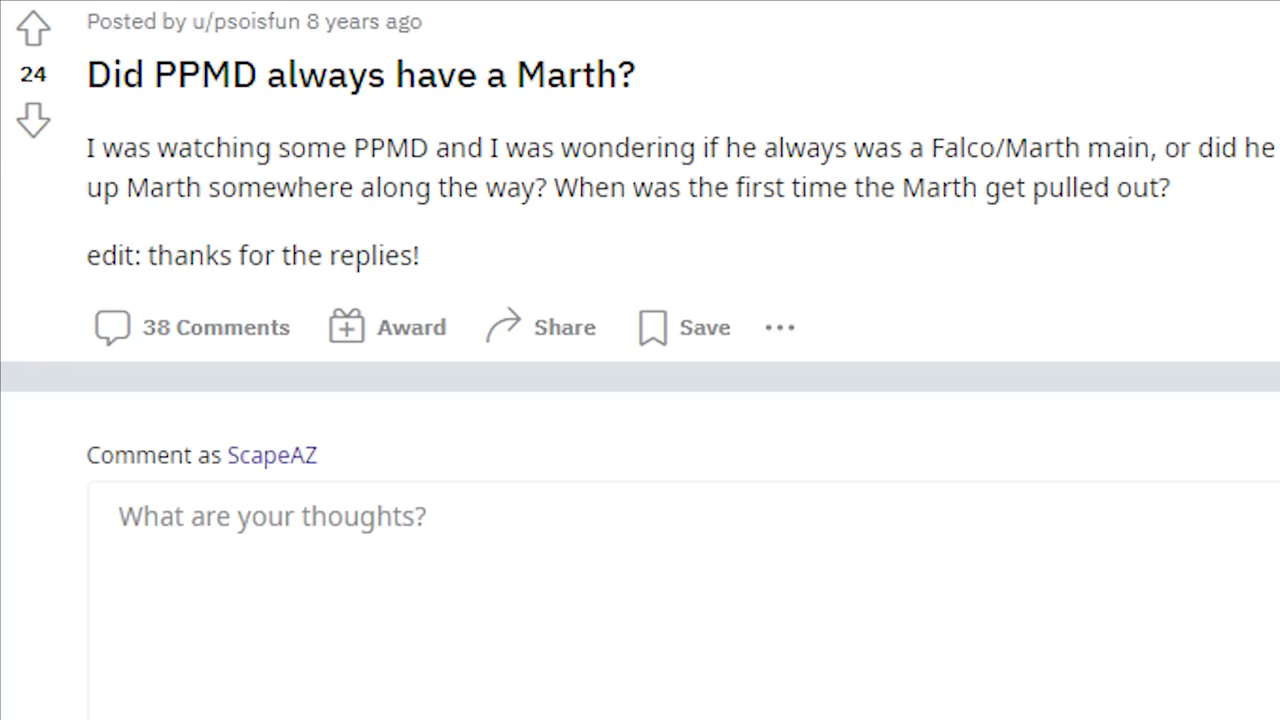 Posted by u/psoisfun 8 years ago
24
Did PPMD always have a Marth?
I was watching some PPMD and I was wondering if he always was a Falco/Marth main, or did he
up Marth somewhere along the way? When was the first time the Marth get pulled out?
edit: thanks for the replies!
38 Comments Award Share Save
Comment as ScapeAZ
What are your thoughts?